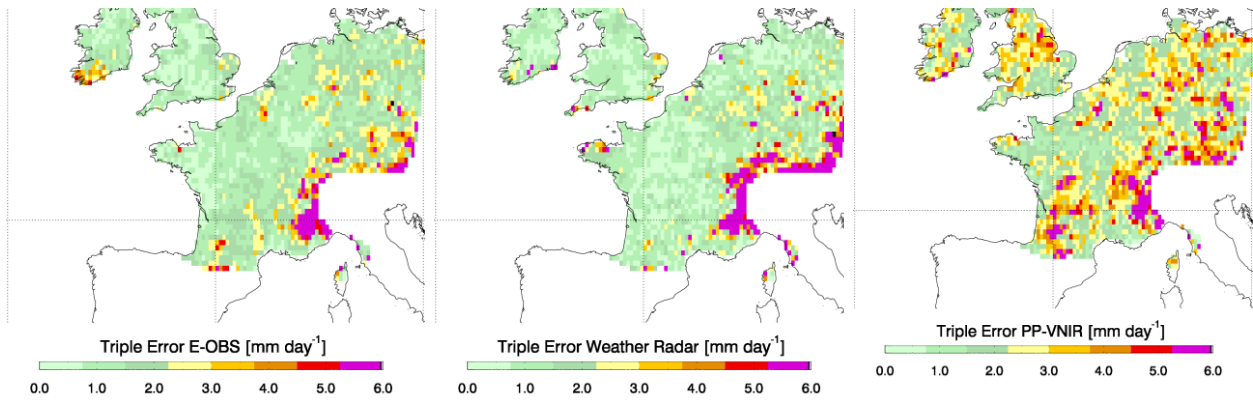 Triple Error E-OBS [mm day⁻¹]
0.0 1.0 2.0 3.0 4.0 5.0 6.0
Triple Error Weather Radar [mm day⁻¹]
0.0 1.0 2.0 3.0 4.0 5.0 6.0
Triple Error PP-VNIR [mm day⁻¹]
0.0 1.0 2.0 3.0 4.0 5.0 6.0